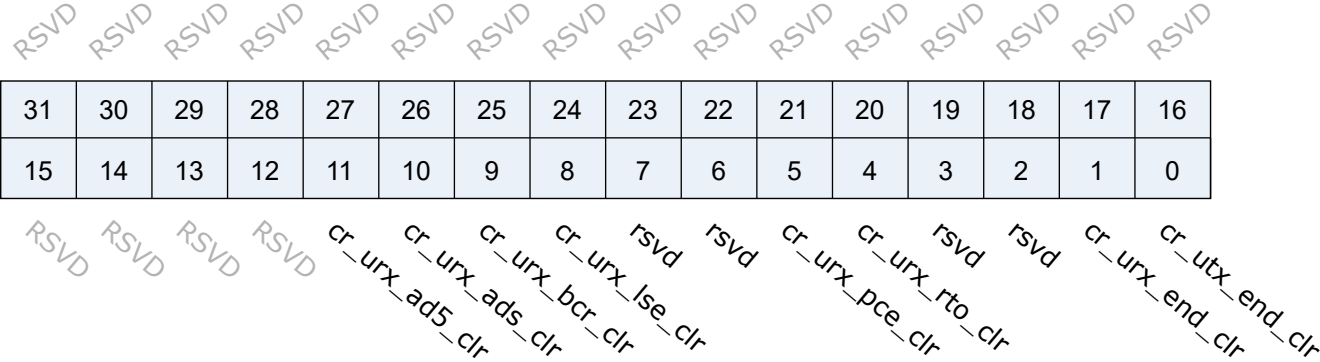 RSVD RSVD RSVD RSVD RSVD RSVD RSVD RSVD RSVD RSVD RSVD RSVD RSVD RSVD RSVD RSVD
31 30 29 28 27 26 25 24 23 22 21 20 19 18 17 16
15 14 13 12 11 10 9 8 7 6 5 4 3 2 1 0
RSVD RSVD RSVD RSVD cr_urx_ad5_clr cr_urx_ads_clr cr_urx_bcr_clr cr_urx_lse_clr rsvd rsvd cr_urx_pce_clr cr_urx_rto_clr rsvd rsvd cr_urx_end_clr cr_utx_end_clr